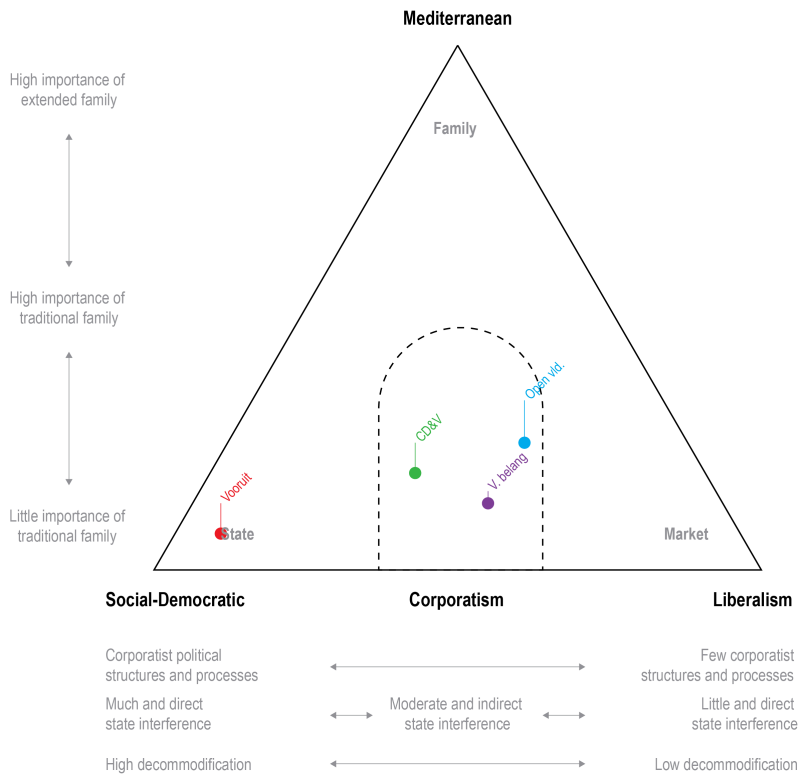 Mediterranean
High importance of
extended family
Family
High importance of
traditional family
Open vld.
CD&V
V. belang
Vooruit
Little importance of
traditional family
State
Market
Social-Democratic
Corporatism
Liberalism
Corporatist political
structures and processes
Few corporatist
structures and processes
Much and direct
state interference
Moderate and indirect
state interference
Little and direct
state interference
High decommodification
Low decommodification